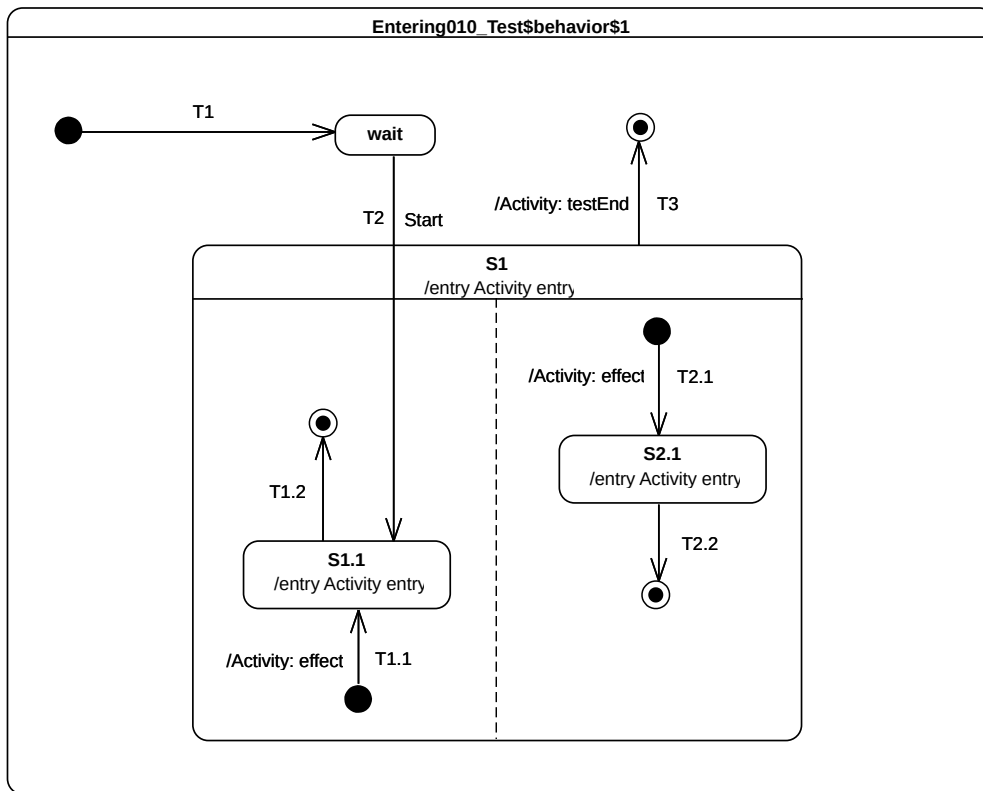 Entering010_Test$behavior$1
T1
wait
/Activity: testEnd
T3
T2
Start
S1
/entry Activity entry
/Activity: effect
T2.1
S2.1
/entry Activity entry
T1.2
T2.2
S1.1
/entry Activity entry
/Activity: effect
T1.1